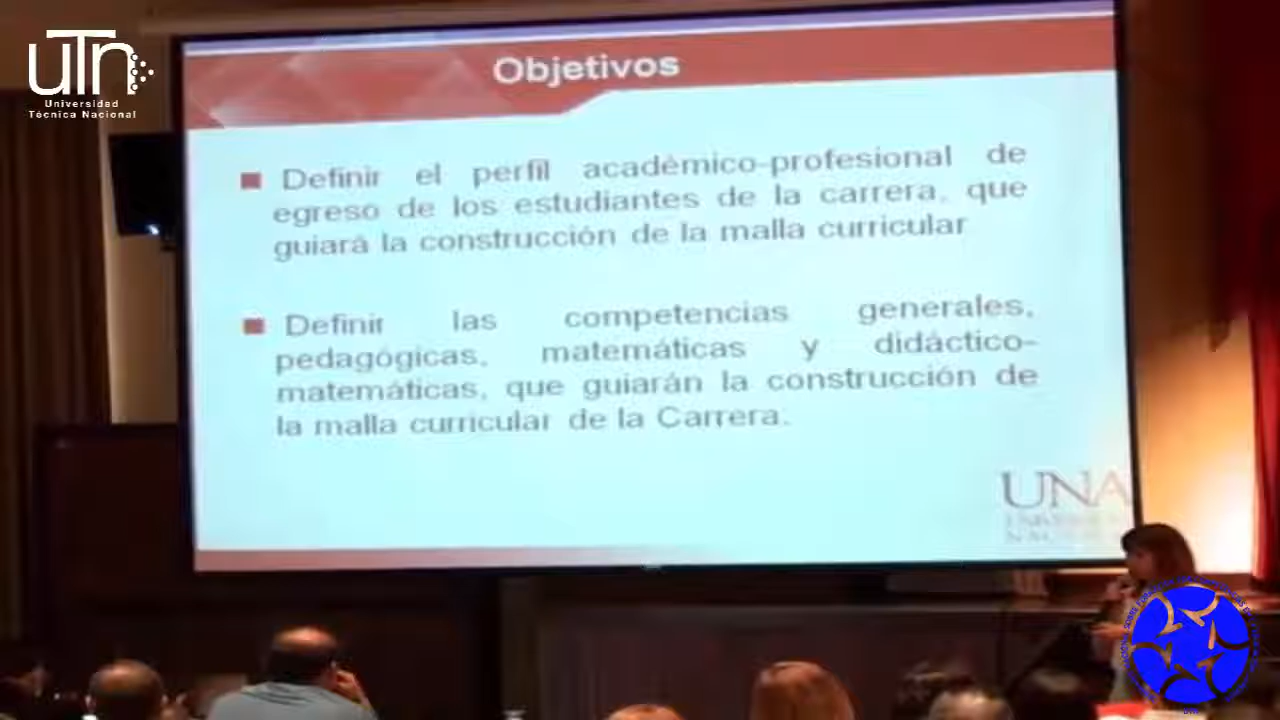 Universidad
Técnica Nacional
Objetivos
Definir el perfil académico-profesional de
egreso de los estudiantes de la carrera, que
guiará la construcción de la malla curricular
Definir las competencias generales,
pedagógicas, matemáticas y didáctico-
matemáticas, que guiarán la construcción de
la malla curricular de la Carrera.
UNA